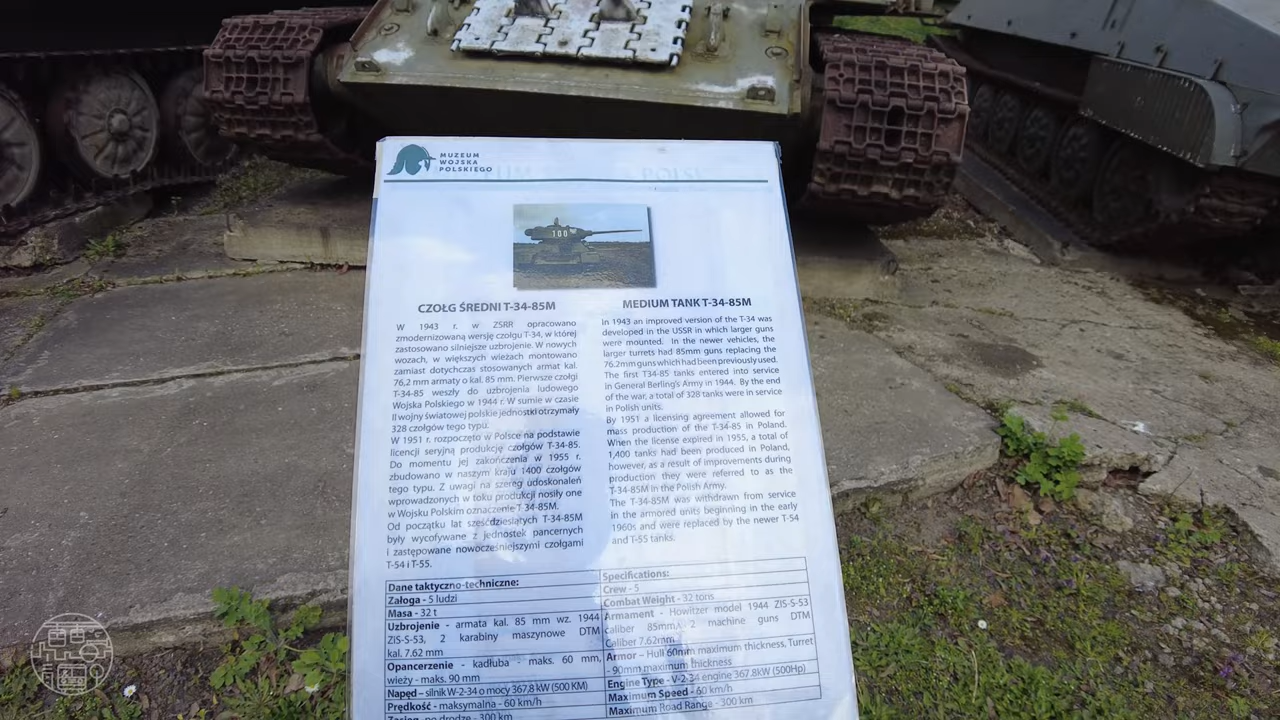 MUZEUM
WOJSKA
POLSKIEGO
100
CZOŁG ŚREDNI T-34-85M
W 1943 r. w ZSRR opracowano
zmodernizowaną wersję czołgu T-34, w której
zastosowano silniejsze uzbrojenie. W nowych
wozach, w większych wieżach montowano
zamiast dotychczas stosowanych armat kal.
76,2 mm armaty o kal. 85 mm. Pierwsze czołgi
T-34-85 weszły do uzbrojenia ludowego
Wojska Polskiego w 1944 r. W sumie w czasie
II wojny światowej polskie jednostki otrzymały
328 czołgów tego typu.
W 1951 r. rozpoczęto w Polsce na podstawie
licencji seryjną produkcję czołgów T-34-85.
Do momentu jej zakończenia w 1955 r.
zbudowano w naszym kraju 1400 czołgów
tego typu. Z uwagi na szereg udoskonaleń
wprowadzonych w toku produkcji nosiły one
w Wojsku Polskim oznaczenie T 34-85M.
Od początku lat sześćdziesiątych T-34-85M
były wycofywane z jednostek pancernych
i zastępowane nowocześniejszymi czołgami
T-54 i T-55.
MEDIUM TANK T-34-85M
In 1943 an improved version of the T-34 was
developed in the USSR in which larger guns
were mounted. In the newer vehicles, the
larger turrets had 85mm guns replacing the
76.2mm guns which had been previously used.
The first T34-85 tanks entered into service
in General Berling's Army in 1944. By the end
of the war, a total of 328 tanks were in service
in Polish units.
By 1951 a licensing agreement allowed for
mass production of the T-34-85 in Poland.
When the license expired in 1955, a total of
1,400 tanks had been produced in Poland,
however, as a result of improvements during
production they were referred to as the
T-34-85M in the Polish Army.
The T-34-85M was withdrawn from service
in the armored units beginning in the early
1960s and were replaced by the newer T-54
and T-55 tanks.
Dane taktyczno-techniczne:
Załoga - 5 ludzi
Masa - 32 t
Uzbrojenie - armata kal. 85 mm wz. 1944
ZIS-S-53, 2 karabiny maszynowe DTM
kal. 7.62 mm
Opancerzenie - kadłuba - maks. 60 mm,
wieży - maks. 90 mm
Napęd – silnik W-2-34 o mocy 367,8 kW (500 KM)
Prędkość - maksymalna - 60 km/h
Zasięg - po drodze - 300 km
Specifications:
Crew - 5
Combat Weight - 32 tons
Armament - Howitzer model 1944 ZIS-S-53
caliber 85mm, 2 machine guns DTM
Caliber 7.62mm
Armor – Hull 60mm maximum thickness, Turret
- 90mm maximum thickness
Engine Type - V-2-34 engine 367.8kW (500Hp)
Maximum Speed - 60 km/h
Maximum Road Range - 300 km